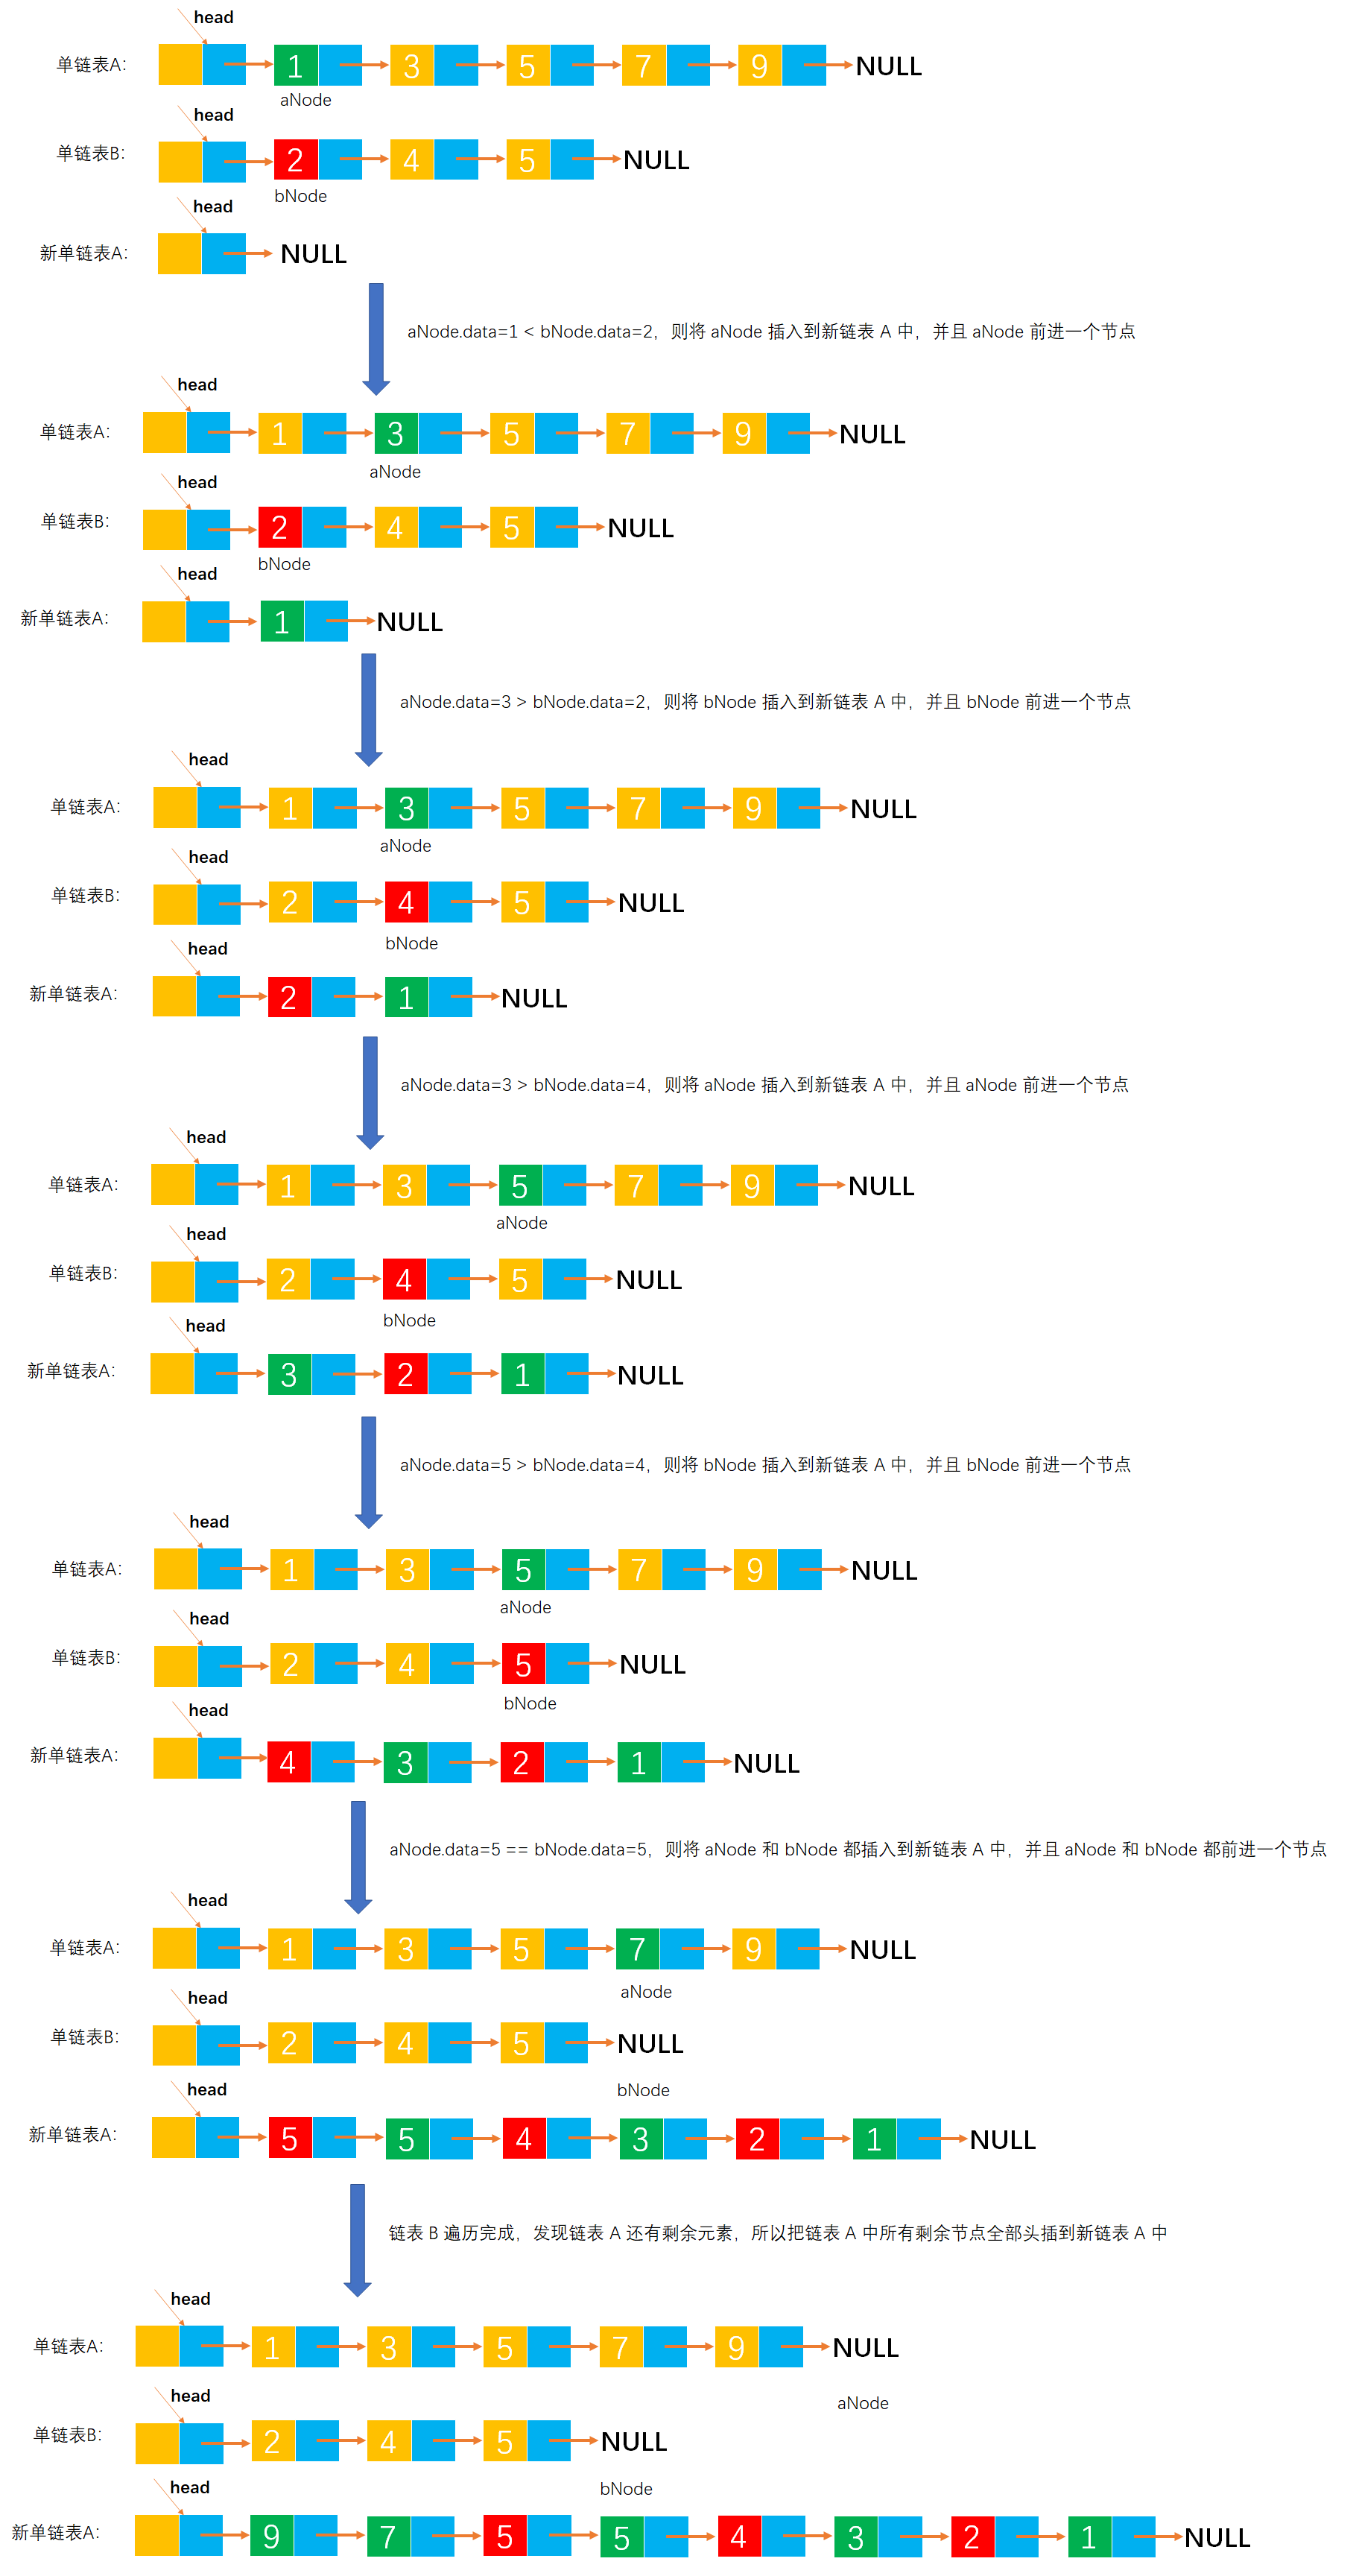 head
单链表A: 1 3 5 7 9 NULL
aNode
head
单链表B: 2 4 5 NULL
bNode
head
新单链表A: NULL
aNode.data=1 < bNode.data=2，则将 aNode 插入到新链表 A 中，并且 aNode 前进一个节点
head
单链表A: 1 3 5 7 9 NULL
aNode
head
单链表B: 2 4 5 NULL
bNode
head
新单链表A: 1 NULL
aNode.data=3 > bNode.data=2，则将 bNode 插入到新链表 A 中，并且 bNode 前进一个节点
head
单链表A: 1 3 5 7 9 NULL
aNode
head
单链表B: 2 4 5 NULL
bNode
head
新单链表A: 2 1 NULL
aNode.data=3 > bNode.data=4，则将 aNode 插入到新链表 A 中，并且 aNode 前进一个节点
head
单链表A: 1 3 5 7 9 NULL
aNode
head
单链表B: 2 4 5 NULL
bNode
head
新单链表A: 3 2 1 NULL
aNode.data=5 > bNode.data=4，则将 bNode 插入到新链表 A 中，并且 bNode 前进一个节点
head
单链表A: 1 3 5 7 9 NULL
aNode
head
单链表B: 2 4 5 NULL
bNode
head
新单链表A: 4 3 2 1 NULL
aNode.data=5 == bNode.data=5，则将 aNode 和 bNode 都插入到新链表 A 中，并且 aNode 和 bNode 都前进一个节点
head
单链表A: 1 3 5 7 9 NULL
aNode
head
单链表B: 2 4 5 NULL
bNode
head
新单链表A: 5 5 4 3 2 1 NULL
链表 B 遍历完成，发现链表 A 还有剩余元素，所以把链表 A 中所有剩余节点全部头插到新链表 A 中
head
单链表A: 1 3 5 7 9 NULL
aNode
head
单链表B: 2 4 5 NULL
bNode
head
新单链表A: 9 7 5 5 4 3 2 1 NULL